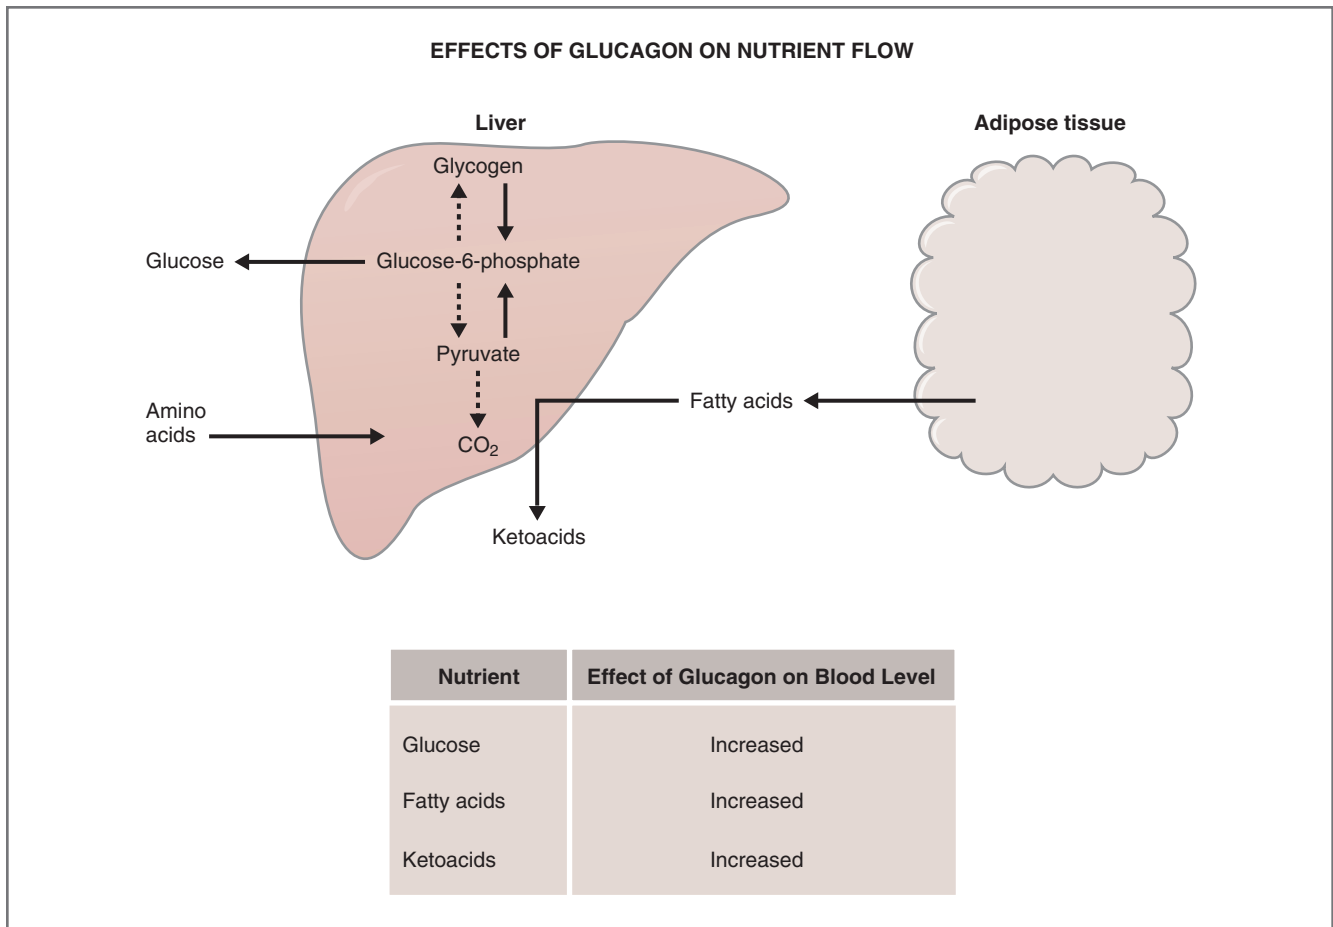 EFFECTS OF GLUCAGON ON NUTRIENT FLOW
Liver
Adipose tissue
Glycogen
Glucose
Glucose-6-phosphate
Pyruvate
Fatty acids
Amino
acids
CO₂
Ketoacids
Nutrient
Effect of Glucagon on Blood Level
Glucose
Increased
Fatty acids
Increased
Ketoacids
Increased